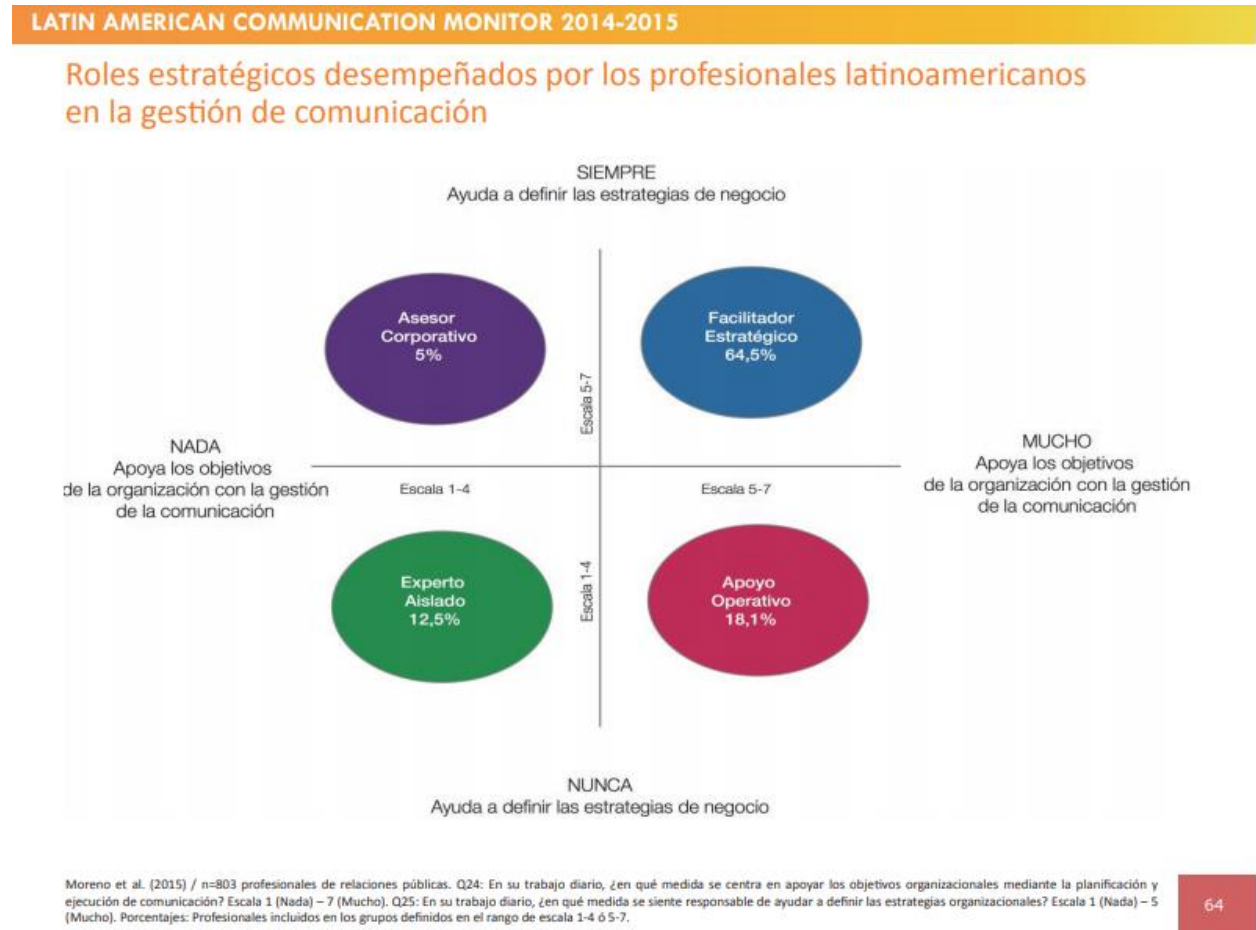 LATIN AMERICAN COMMUNICATION MONITOR 2014-2015
Roles estratégicos desempeñados por los profesionales latinoamericanos
en la gestión de comunicación
SIEMPRE
Ayuda a definir las estrategias de negocio
Asesor
Corporativo
5%
Facilitador
Estratégico
64,5%
Escala 5-7
NADA
Apoya los objetivos
de la organización con la gestión
de la comunicación
MUCHO
Apoya los objetivos
de la organización con la gestión
de la comunicación
Escala 1-4
Escala 5-7
Experto
Aislado
12,5%
Escala 1-4
Apoyo
Operativo
18,1%
NUNCA
Ayuda a definir las estrategias de negocio
Moreno et al. (2015) / n=803 profesionales de relaciones públicas. Q24: En su trabajo diario, ¿en qué medida se centra en apoyar los objetivos organizacionales mediante la planificación y
ejecución de comunicación? Escala 1 (Nada) – 7 (Mucho). Q25: En su trabajo diario, ¿en qué medida se siente responsable de ayudar a definir las estrategias organizacionales? Escala 1 (Nada) – 5
(Mucho). Porcentajes: Profesionales incluidos en los grupos definidos en el rango de escala 1-4 ó 5-7.
64